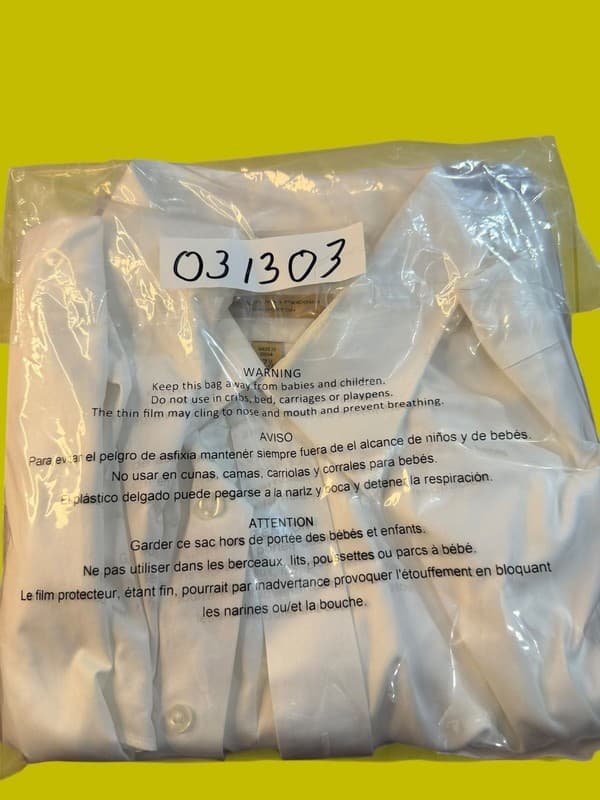 031303
WARNING
Keep this bag away from babies and children.
Do not use in cribs, bed, carriages or playpens.
The thin film may cling to nose and mouth and prevent breathing.
AVISO
Para evitar el pelgro de asfixia mantenér siempre fuera de el alcance de niños y de bebés.
No usar en cunas, camas, carriolas y corrales para bebés.
El plástico delgado puede pegarse a la nariz y boca y detener la respiración.
ATTENTION
Garder ce sac hors de portée des bébés et enfants.
Ne pas utiliser dans les berceaux, lits, poussettes ou parcs à bébé.
Le film protecteur, étant fin, pourrait par inadvertance provoquer l'étouffement en bloquant
les narines ou/et la bouche.